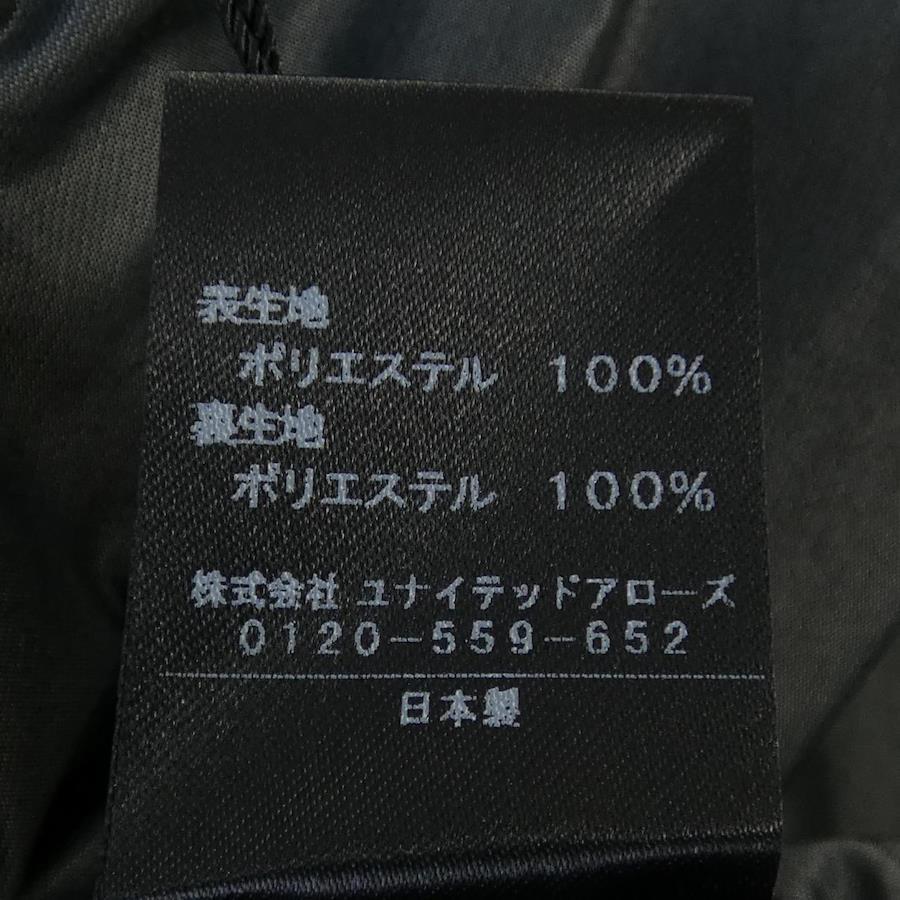 表生地
ポリエステル 100%
裏生地
ポリエステル 100%
株式会社 ユナイテッドアローズ
0120-559-652
日本製